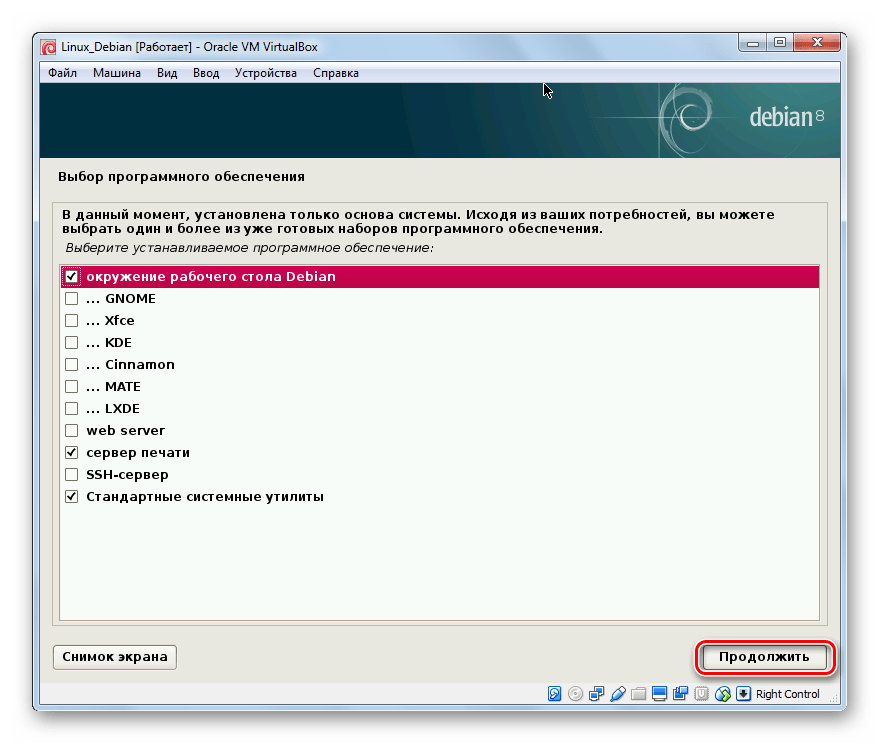 Linux_Debian [Работает] - Oracle VM VirtualBox
Файл Машина Вид Ввод Устройства Справка
debian 8
Выбор программного обеспечения
В данный момент, установлена только основа системы. Исходя из ваших потребностей, вы можете
выбрать один и более из уже готовых наборов программного обеспечения.
Выберите устанавливаемое программное обеспечение:
окружение рабочего стола Debian
... GNOME
... Xfce
... KDE
... Cinnamon
... MATE
... LXDE
web server
сервер печати
SSH-сервер
Стандартные системные утилиты
Снимок экрана Продолжить
Right Control